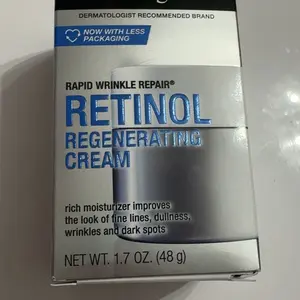 DERMATOLOGIST RECOMMENDED BRAND
NOW WITH LESS
PACKAGING
RAPID WRINKLE REPAIR®
RETINOL
REGENERATING
CREAM
rich moisturizer improves
the look of fine lines, dullness,
wrinkles and dark spots
NET WT. 1.7 OZ. (48 g)